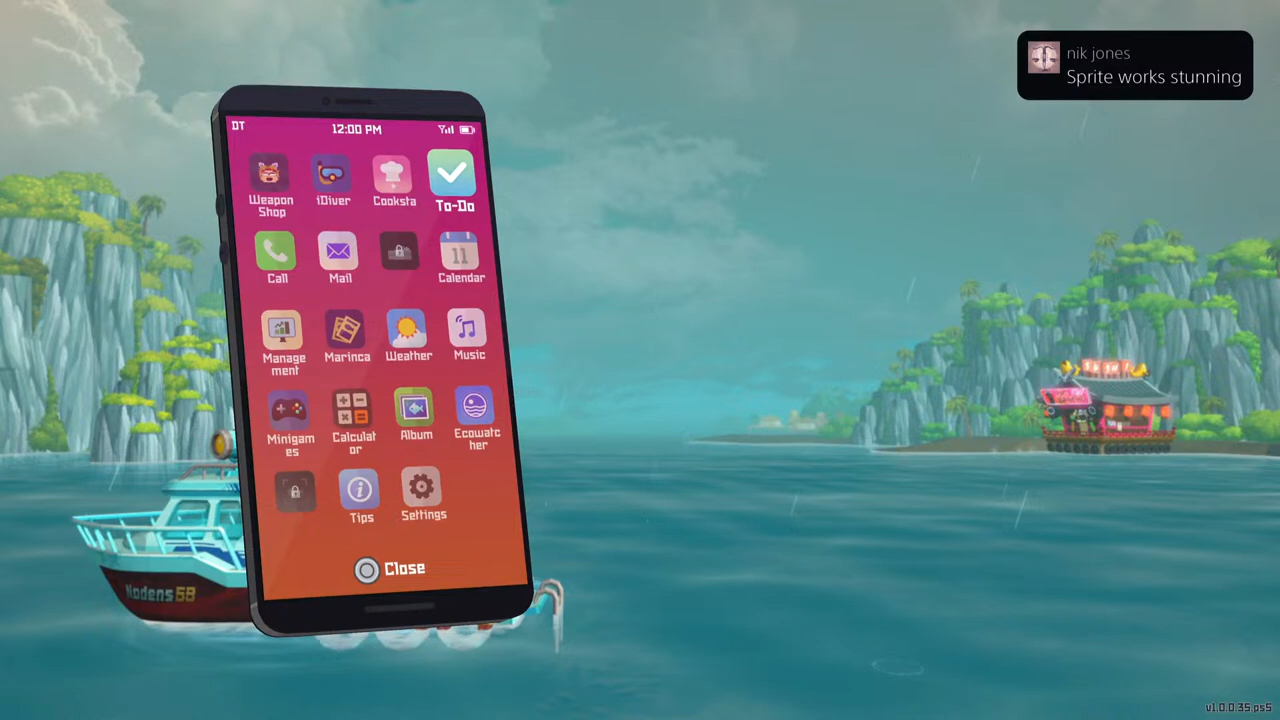 nik jones
Sprite works stunning
DT
12:00 PM
Weapon
Shop
iDiver
Cooksta
To-Do
Call
Mail
11
Calendar
Manage
ment
Marinca
Weather
Music
Minigam
es
Calculat
or
Album
Ecowatc
her
Tips
Settings
Close
Nodens68
v1.0.0.35.ps5